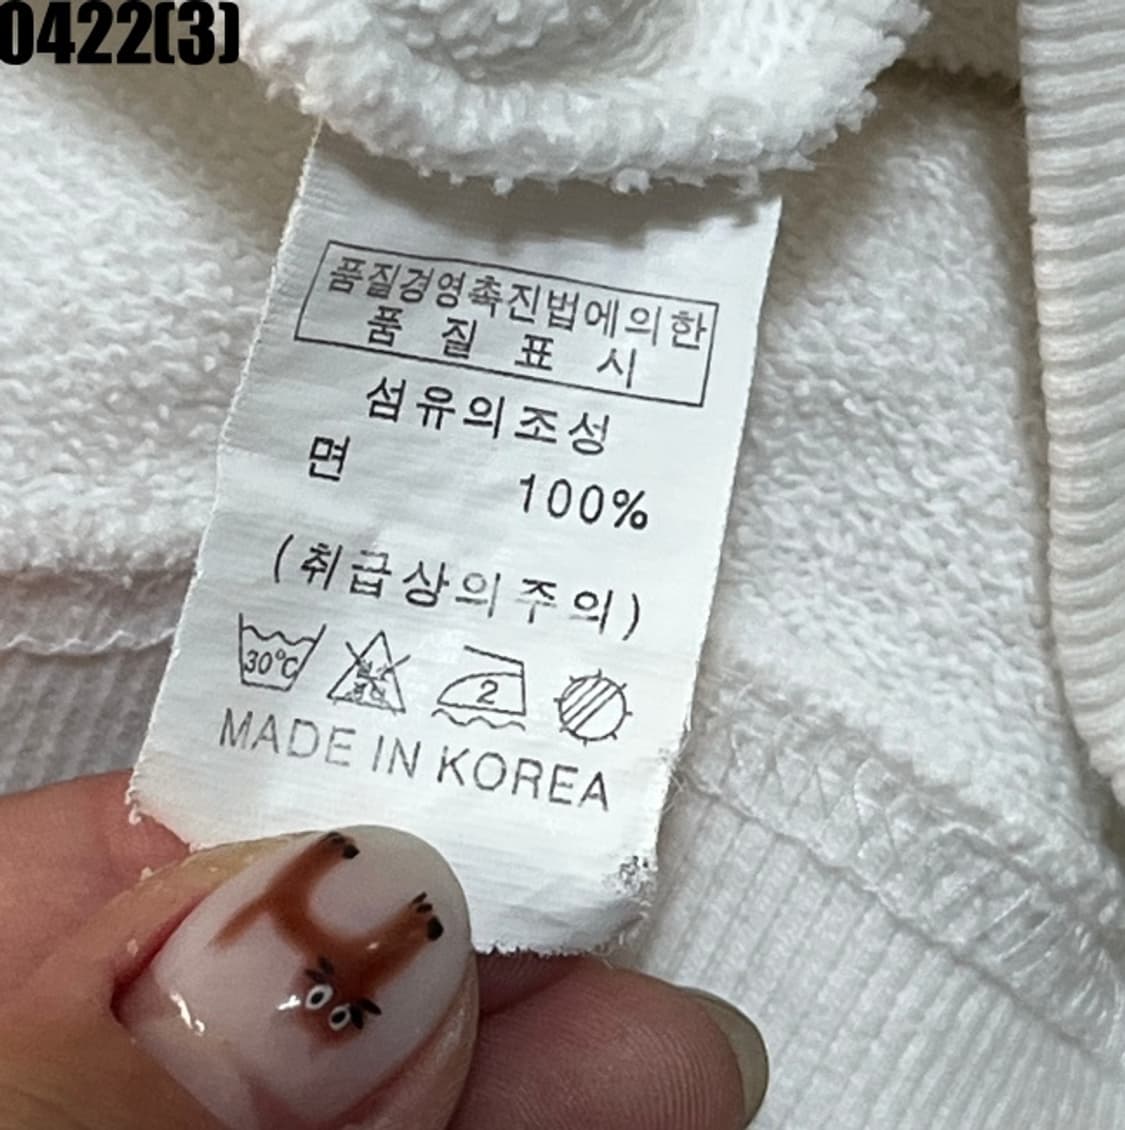 0422(3)
품질경영촉진법에의한
품 질 표 시
섬유의조성
면 100%
(취급상의주의)
30°C
2
MADE IN KOREA